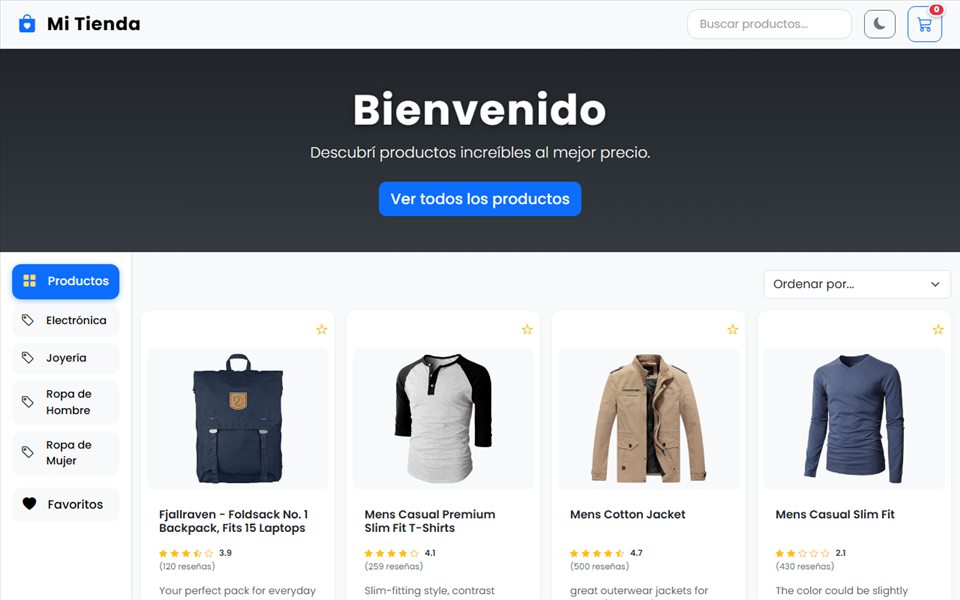 Mi Tienda
Buscar productos...
0
Bienvenido
Descubrí productos increíbles al mejor precio.
Ver todos los productos
Productos
Electrónica
Joyería
Ropa de
Hombre
Ropa de
Mujer
Favoritos
Ordenar por...
Fjallraven - Foldsack No. 1
Backpack, Fits 15 Laptops
3.9
(120 reseñas)
Your perfect pack for everyday
Mens Casual Premium
Slim Fit T-Shirts
4.1
(259 reseñas)
Slim-fitting style, contrast
Mens Cotton Jacket
4.7
(500 reseñas)
great outerwear jackets for
Mens Casual Slim Fit
2.1
(430 reseñas)
The color could be slightly